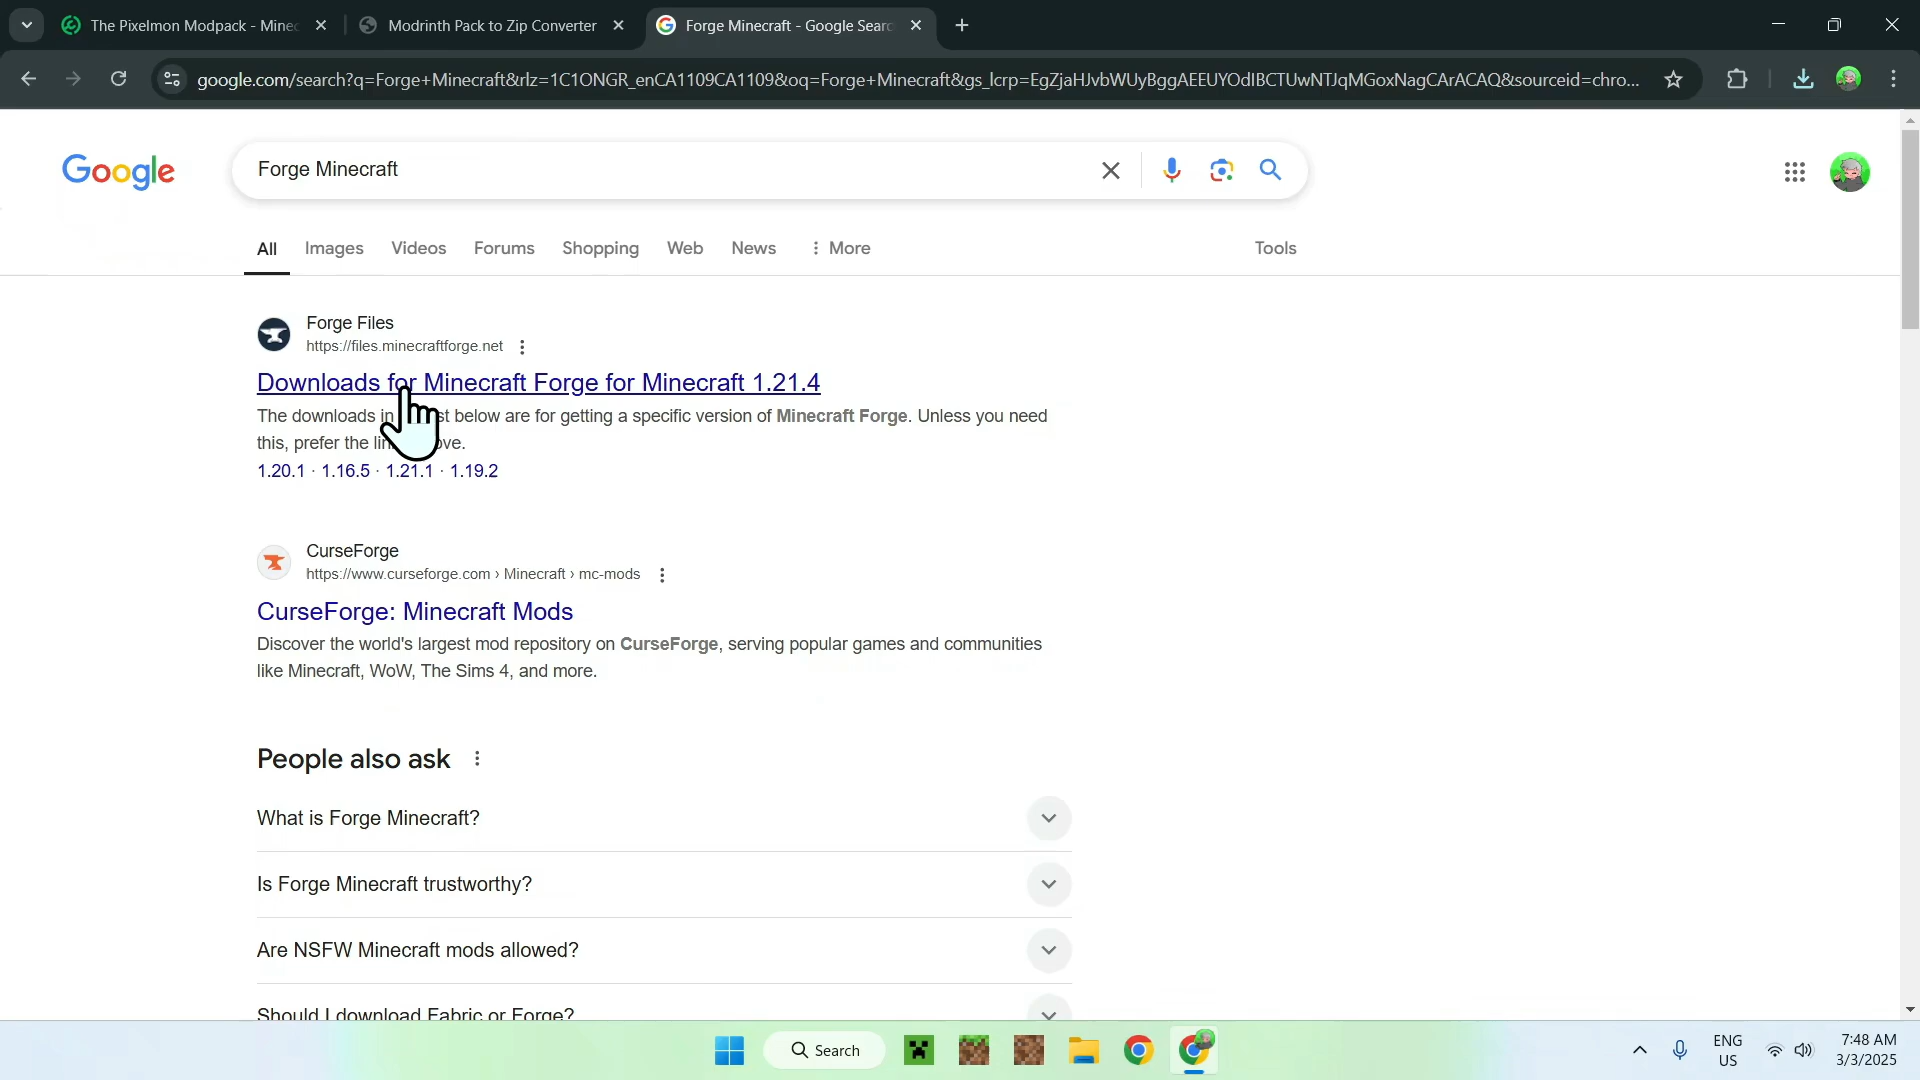 The Pixelmon Modpack - Mine
Modrinth Pack to Zip Converter
Forge Minecraft - Google Sear
google.com/search?q=Forge+Minecraft&rlz=1C1ONGR_enCA1109CA1109&oq=Forge+Minecraft&gs_lcrp=EgZjaHJvbWUyBggAEEUYOdIBCTUwNTJqMGoxNagCArACAQ&sourceid=chro...
Google
Forge Minecraft
All
Images
Videos
Forums
Shopping
Web
News
More
Tools
Forge Files
https://files.minecraftforge.net
Downloads for Minecraft Forge for Minecraft 1.21.4
The downloads in st below are for getting a specific version of Minecraft Forge. Unless you need
this, prefer the lin ove.
1.20.1 · 1.16.5 · 1.21.1 · 1.19.2
CurseForge
https://www.curseforge.com › Minecraft › mc-mods
CurseForge: Minecraft Mods
Discover the world's largest mod repository on CurseForge, serving popular games and communities
like Minecraft, WoW, The Sims 4, and more.
People also ask
What is Forge Minecraft?
Is Forge Minecraft trustworthy?
Are NSFW Minecraft mods allowed?
Should I download Fabric or Forge?
Search
ENG
US
7:48 AM
3/3/2025